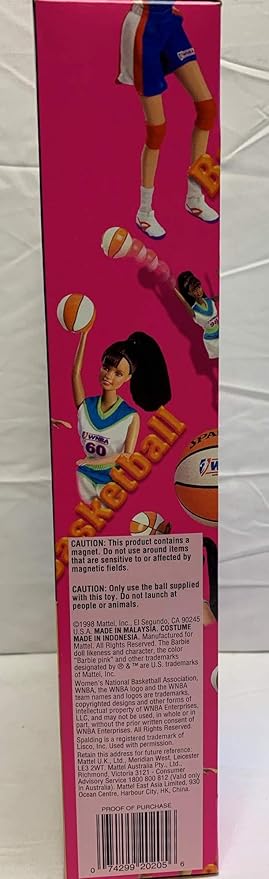 WNBA
B
WNBA
60
SPA
Basketball
CAUTION: This product contains a
magnet. Do not use around items
that are sensitive to or affected by
magnetic fields.
CAUTION: Only use the ball supplied
with this toy. Do not launch at
people or animals.
©1998 Mattel, Inc., El Segundo, CA 90245
U.S.A. MADE IN MALAYSIA. COSTUME
MADE IN INDONESIA. Manufactured for
Mattel. All Rights Reserved. The Barbie
doll likeness and character, the color
"Barbie pink" and other trademarks
designated by ® & ™ are U.S. trademarks
of Mattel, Inc.
Women's National Basketball Association,
WNBA, the WNBA logo and the WNBA
team names and logos are trademarks,
copyrighted designs and other forms of
intellectual property of WNBA Enterprises,
LLC, and may not be used, in whole or in
part, without the prior written consent of
WNBA Enterprises. All Rights Reserved.
Spalding is a registered trademark of
Lisco, Inc. Used with permission.
Retain this address for future reference:
Mattel U.K., Ltd., Meridian West, Leicester
LE3 2WT. Mattel Australia Pty., Ltd.,
Richmond, Victoria 3121 - Consumer
Advisory Service 1800 800 812 (Valid only
in Australia). Mattel East Asia Limited, 930
Ocean Centre, Harbour City, HK, China.
PROOF OF PURCHASE
0 74299 20205 6